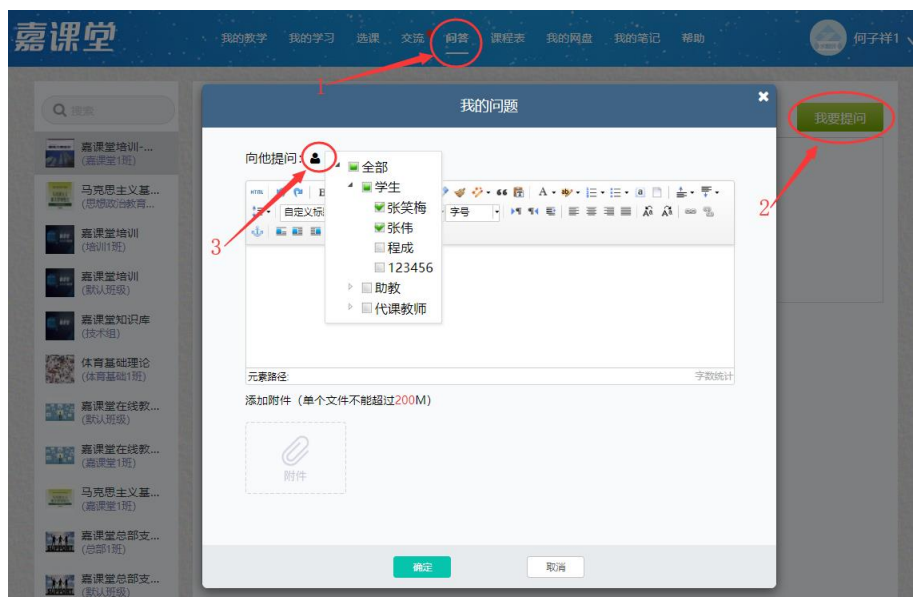 嘉课堂
我的教学 我的学习 选课 交流 问答 课程表 我的网盘 我的笔记 帮助
何子祥1
1
搜索
我的问题
我要提问
2
嘉课堂培训-...
(嘉课堂1班)
马克思主义基...
(思想政治教育...
嘉课堂培训
(培训1班)
嘉课堂培训
(默认班级)
嘉课堂知识库
(技术组)
体育基础理论
(体育基础1班)
嘉课堂在线教...
(默认班级)
嘉课堂在线教...
(嘉课堂1班)
马克思主义基...
(嘉课堂1班)
嘉课堂总部支...
(总部1班)
嘉课堂总部支...
(默认班级)
向他提问:
3
全部
学生
张笑梅
张伟
程成
123456
助教
代课教师
HTML
自定义标
字号
元素路径:
字数统计
添加附件（单个文件不能超过200M）
附件
确定
取消